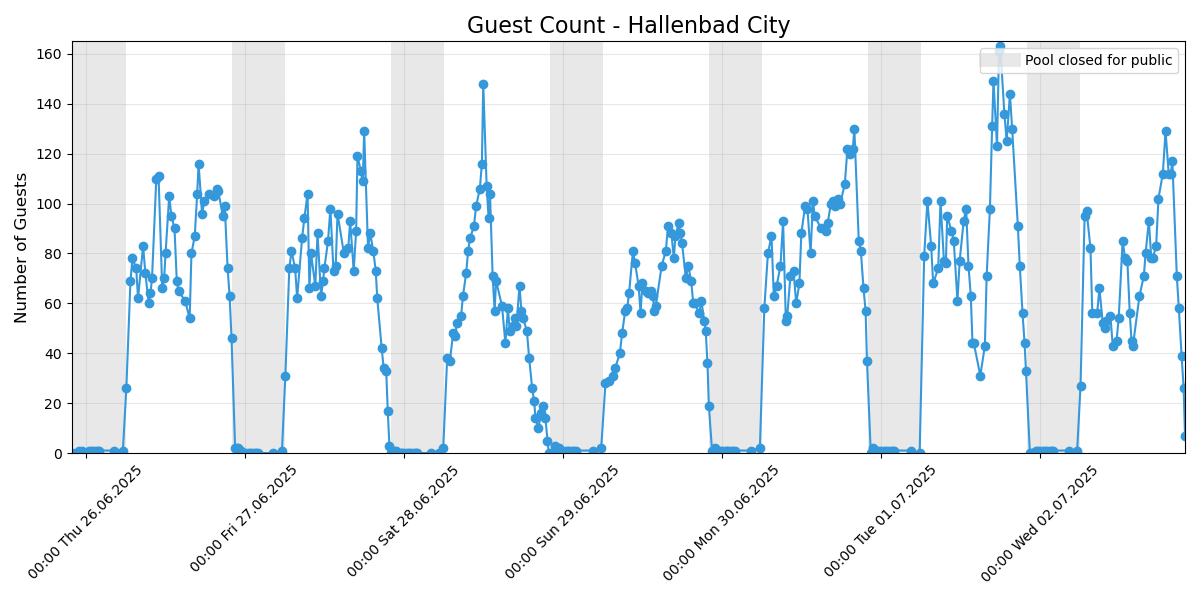 Guest Count - Hallenbad City
Pool closed for public
Number of Guests
160
140
120
100
80
60
40
20
0
00:00 Thu 26.06.2025
00:00 Fri 27.06.2025
00:00 Sat 28.06.2025
00:00 Sun 29.06.2025
00:00 Mon 30.06.2025
00:00 Tue 01.07.2025
00:00 Wed 02.07.2025